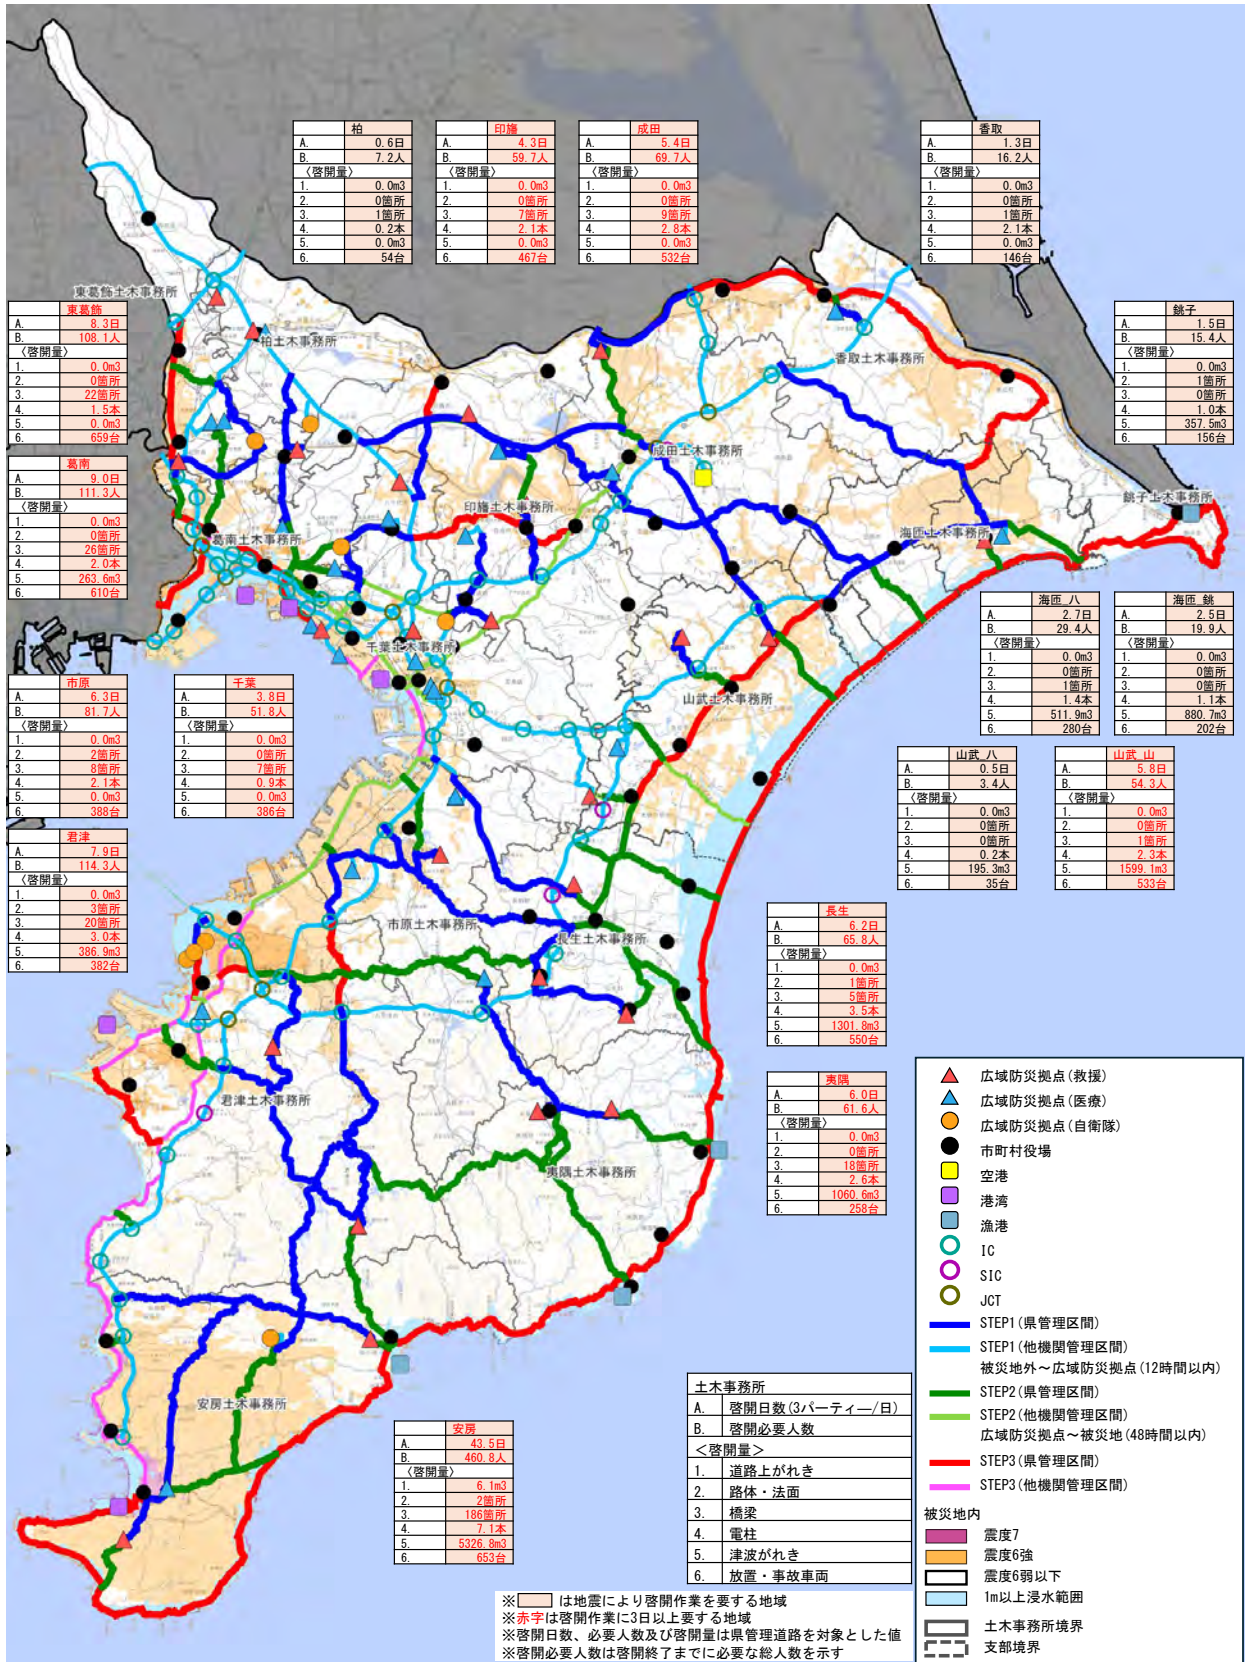 柏
A. 0.6日
B. 7.2人
〈啓開量〉
1. 0.0m3
2. 0箇所
3. 1箇所
4. 0.2本
5. 0.0m3
6. 54台
印旛
A. 4.3日
B. 59.7人
〈啓開量〉
1. 0.0m3
2. 0箇所
3. 7箇所
4. 2.1本
5. 0.0m3
6. 467台
成田
A. 5.4日
B. 69.7人
〈啓開量〉
1. 0.0m3
2. 0箇所
3. 9箇所
4. 2.8本
5. 0.0m3
6. 532台
香取
A. 1.3日
B. 16.2人
〈啓開量〉
1. 0.0m3
2. 0箇所
3. 1箇所
4. 2.1本
5. 0.0m3
6. 146台
東葛飾
A. 8.3日
B. 108.1人
〈啓開量〉
1. 0.0m3
2. 0箇所
3. 22箇所
4. 1.5本
5. 0.0m3
6. 659台
銚子
A. 1.5日
B. 15.4人
〈啓開量〉
1. 0.0m3
2. 1箇所
3. 0箇所
4. 1.0本
5. 357.5m3
6. 156台
葛南
A. 9.0日
B. 111.3人
〈啓開量〉
1. 0.0m3
2. 0箇所
3. 26箇所
4. 2.0本
5. 263.6m3
6. 610台
海匝_八
A. 2.7日
B. 29.4人
〈啓開量〉
1. 0.0m3
2. 0箇所
3. 1箇所
4. 1.4本
5. 511.9m3
6. 280台
海匝_銚
A. 2.5日
B. 19.9人
〈啓開量〉
1. 0.0m3
2. 0箇所
3. 0箇所
4. 1.1本
5. 880.7m3
6. 202台
市原
A. 6.3日
B. 81.7人
〈啓開量〉
1. 0.0m3
2. 2箇所
3. 8箇所
4. 2.1本
5. 0.0m3
6. 388台
千葉
A. 3.8日
B. 51.8人
〈啓開量〉
1. 0.0m3
2. 0箇所
3. 7箇所
4. 0.9本
5. 0.0m3
6. 386台
山武_八
A. 0.5日
B. 3.4人
〈啓開量〉
1. 0.0m3
2. 0箇所
3. 0箇所
4. 0.2本
5. 195.3m3
6. 35台
山武_山
A. 5.8日
B. 54.3人
〈啓開量〉
1. 0.0m3
2. 0箇所
3. 1箇所
4. 2.3本
5. 1599.1m3
6. 533台
君津
A. 7.9日
B. 114.3人
〈啓開量〉
1. 0.0m3
2. 3箇所
3. 20箇所
4. 3.0本
5. 386.9m3
6. 382台
長生
A. 6.2日
B. 65.8人
〈啓開量〉
1. 0.0m3
2. 1箇所
3. 5箇所
4. 3.5本
5. 1301.8m3
6. 550台
夷隅
A. 6.0日
B. 61.6人
〈啓開量〉
1. 0.0m3
2. 0箇所
3. 18箇所
4. 2.6本
5. 1060.6m3
6. 258台
安房
A. 43.5日
B. 460.8人
〈啓開量〉
1. 6.1m3
2. 2箇所
3. 186箇所
4. 7.1本
5. 5326.8m3
6. 653台
東葛飾土木事務所
柏土木事務所
香取土木事務所
成田土木事務所
印旛土木事務所
銚子土木事務所
葛南土木事務所
海匝土木事務所
千葉土木事務所
山武土木事務所
市原土木事務所
長生土木事務所
君津土木事務所
夷隅土木事務所
安房土木事務所
土木事務所
A. 啓開日数(3パーティ―/日)
B. 啓開必要人数
<啓開量>
1. 道路上がれき
2. 路体・法面
3. 橋梁
4. 電柱
5. 津波がれき
6. 放置・事故車両
※ は地震により啓開作業を要する地域
※赤字は啓開作業に3日以上要する地域
※啓開日数、必要人数及び啓開量は県管理道路を対象とした値
※啓開必要人数は啓開終了までに必要な総人数を示す
広域防災拠点(救援)
広域防災拠点(医療)
広域防災拠点(自衛隊)
市町村役場
空港
港湾
漁港
IC
SIC
JCT
STEP1(県管理区間)
STEP1(他機関管理区間)
被災地外～広域防災拠点(12時間以内)
STEP2(県管理区間)
STEP2(他機関管理区間)
広域防災拠点～被災地(48時間以内)
STEP3(県管理区間)
STEP3(他機関管理区間)
被災地内
震度7
震度6強
震度6弱以下
1m以上浸水範囲
土木事務所境界
支部境界